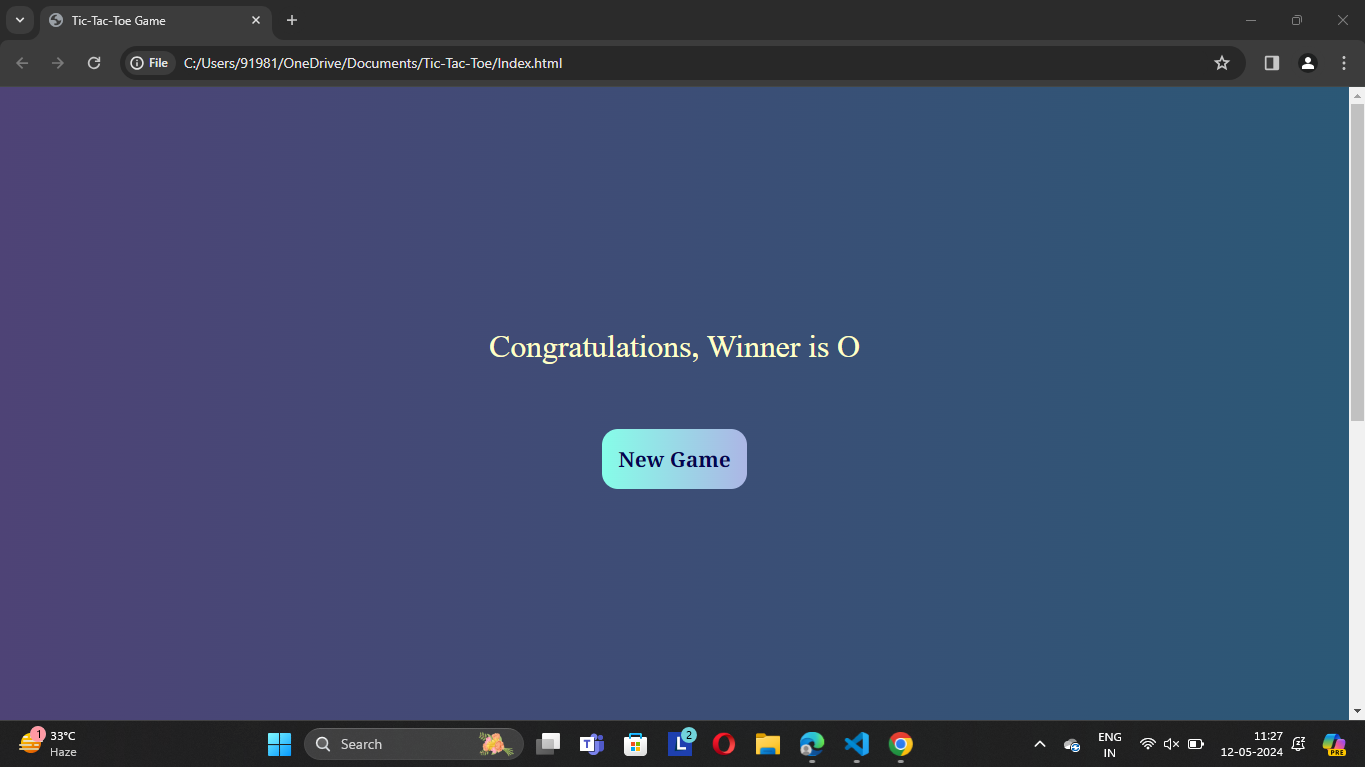 Tic-Tac-Toe Game
File
C:/Users/91981/OneDrive/Documents/Tic-Tac-Toe/Index.html
Congratulations, Winner is O
New Game
1
33°C
Haze
Search
L
2
ENG
IN
11:27
12-05-2024
PRE